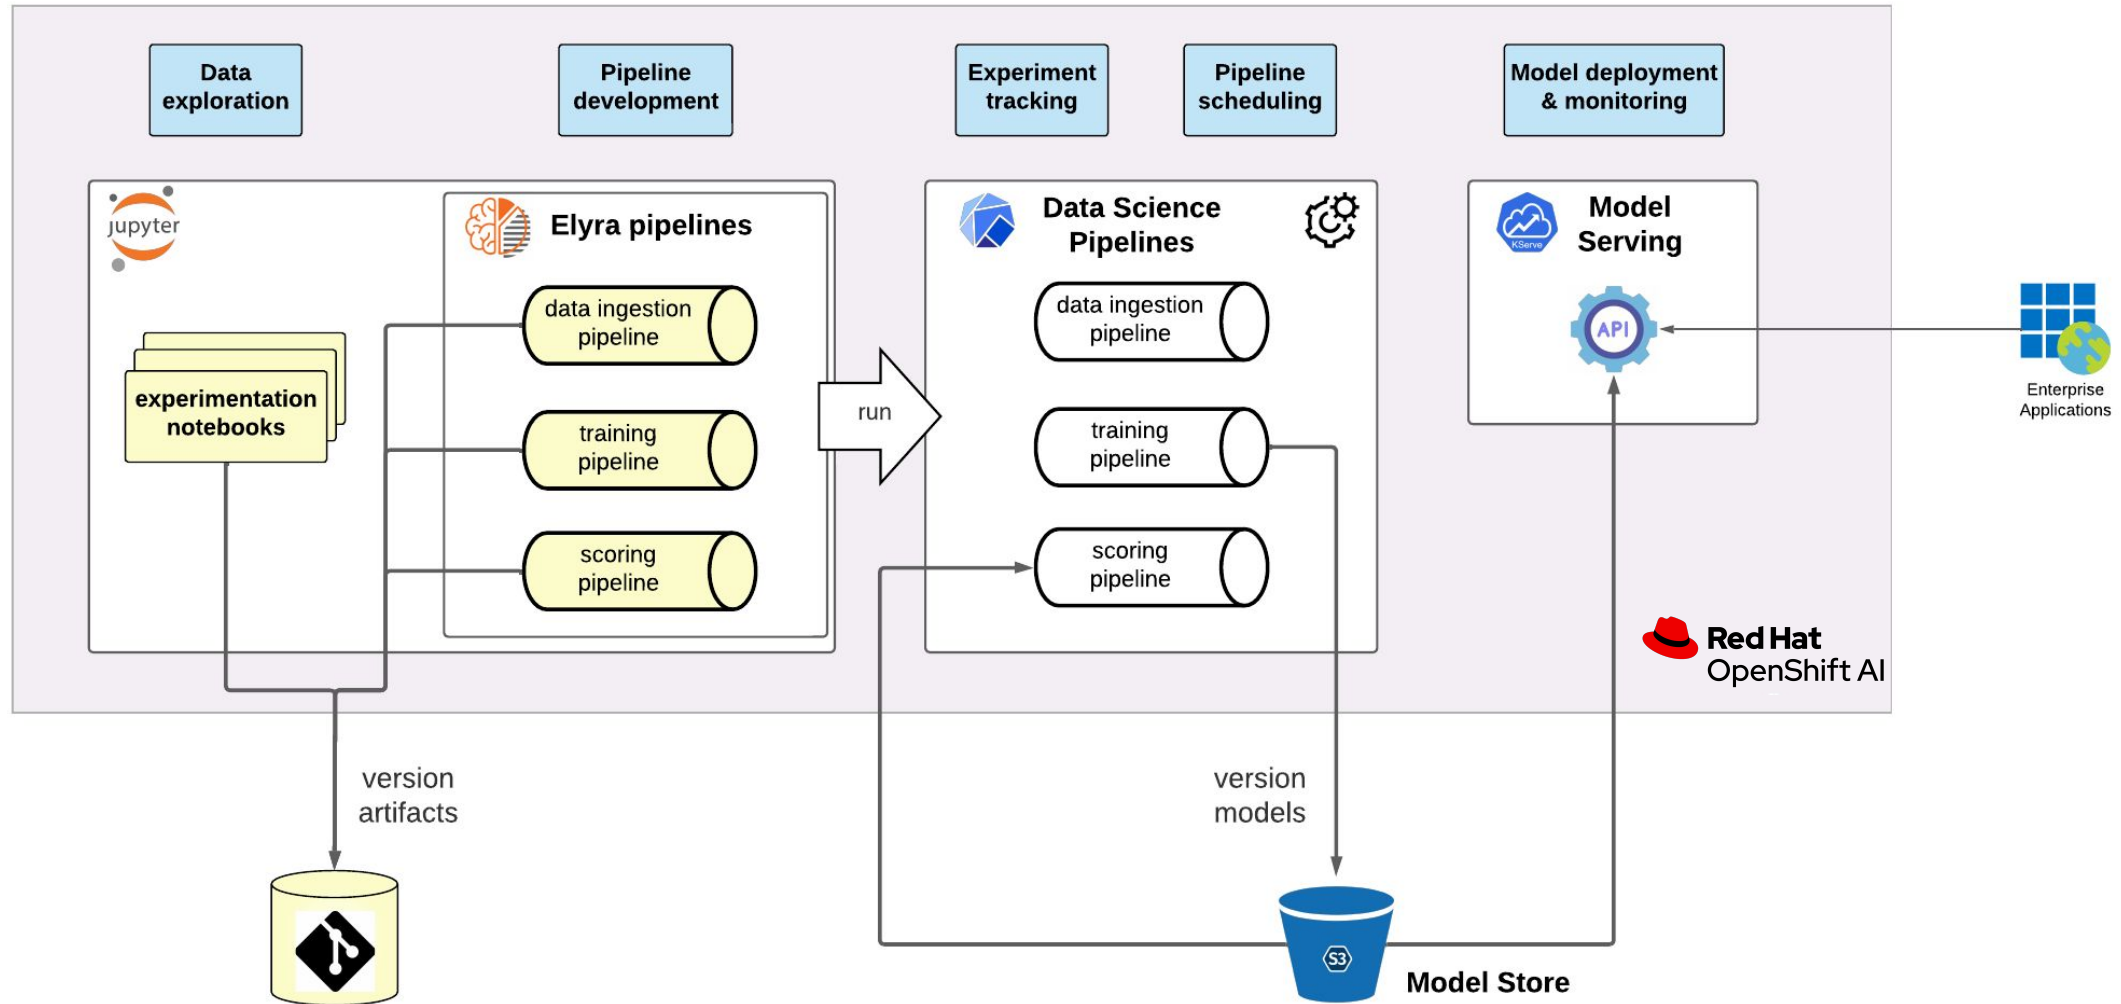 Data
exploration
Pipeline
development
Experiment
tracking
Pipeline
scheduling
Model deployment
& monitoring
jupyter
Elyra pipelines
data ingestion
pipeline
training
pipeline
scoring
pipeline
experimentation
notebooks
run
Data Science
Pipelines
data ingestion
pipeline
training
pipeline
scoring
pipeline
KServe
Model
Serving
API
Enterprise
Applications
Red Hat
OpenShift AI
version
artifacts
version
models
S3
Model Store